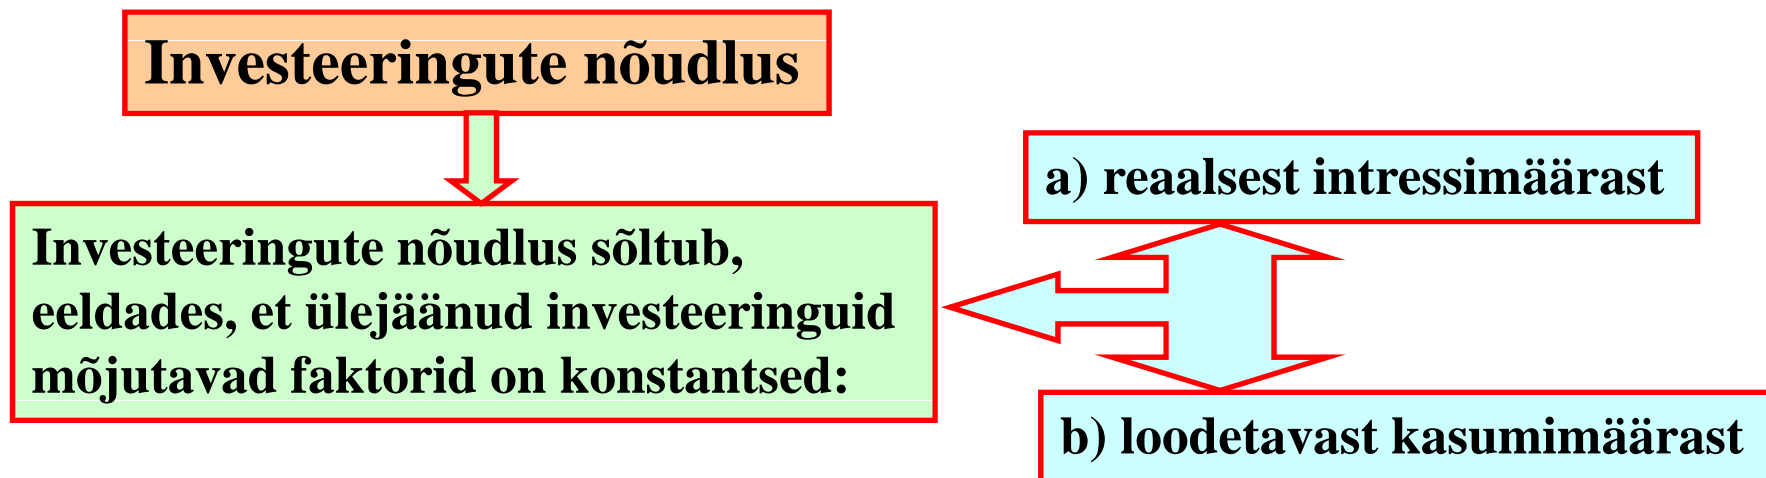 Investeeringute nõudlus
Investeeringute nõudlus sõltub,
eeldades, et ülejäänud investeeringuid
mõjutavad faktorid on konstantsed:
a) reaalsest intressimäärast
b) loodetavast kasumimäärast